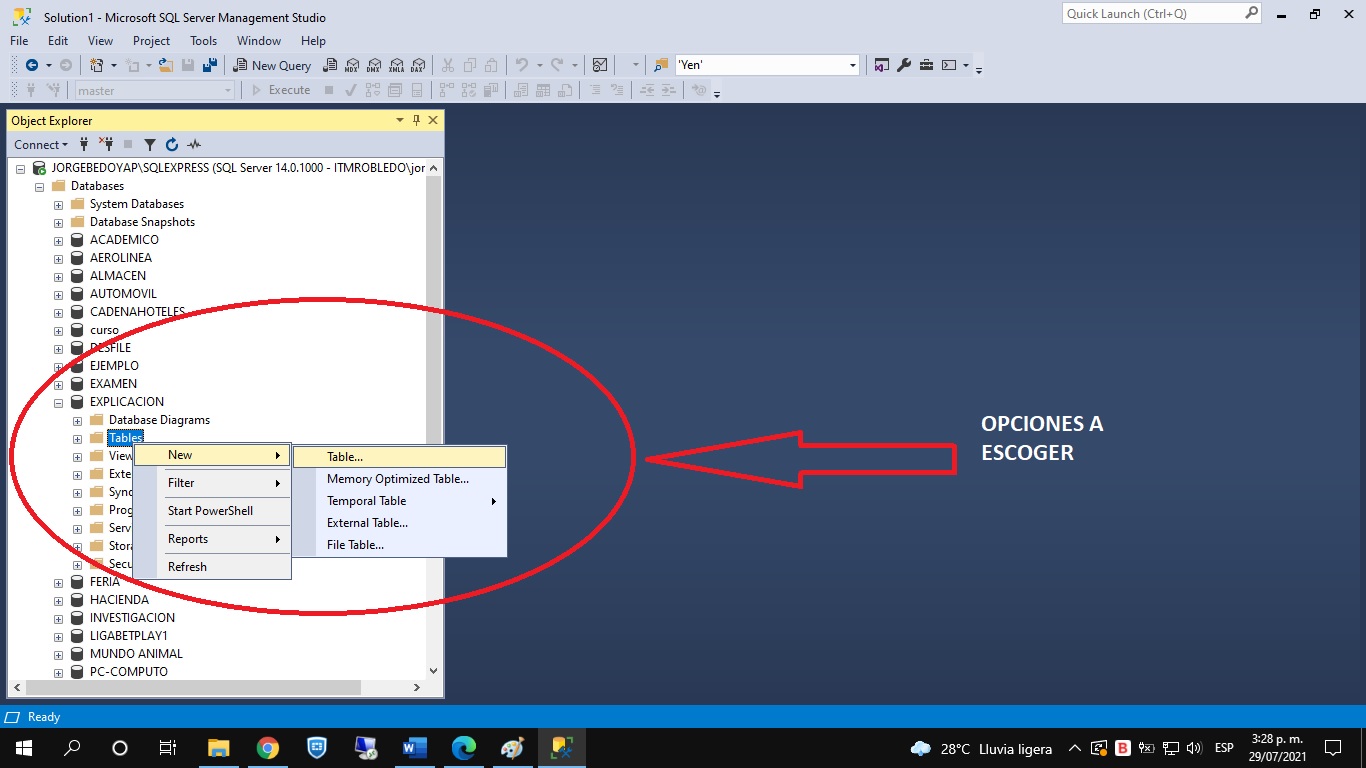 Solution1 - Microsoft SQL Server Management Studio
Quick Launch (Ctrl+Q)
File Edit View Project Tools Window Help
New Query MDX DMX XMLA DAX 'Yen'
master Execute
Object Explorer
Connect
JORGEBEDOYAP\SQLEXPRESS (SQL Server 14.0.1000 - ITMROBLEDO\jor
Databases
System Databases
Database Snapshots
ACADEMICO
AEROLINEA
ALMACEN
AUTOMOVIL
CADENAHOTELES
curso
DESFILE
EJEMPLO
EXAMEN
EXPLICACION
Database Diagrams
Tables
View
Exte
Sync
Prog
Serv
Stora
Secu
New
Filter
Start PowerShell
Reports
Refresh
Table...
Memory Optimized Table...
Temporal Table
External Table...
File Table...
OPCIONES A
ESCOGER
FERIA
HACIENDA
INVESTIGACION
LIGABETPLAY1
MUNDO ANIMAL
PC-COMPUTO
Ready
28°C Lluvia ligera ESP
3:28 p. m.
29/07/2021